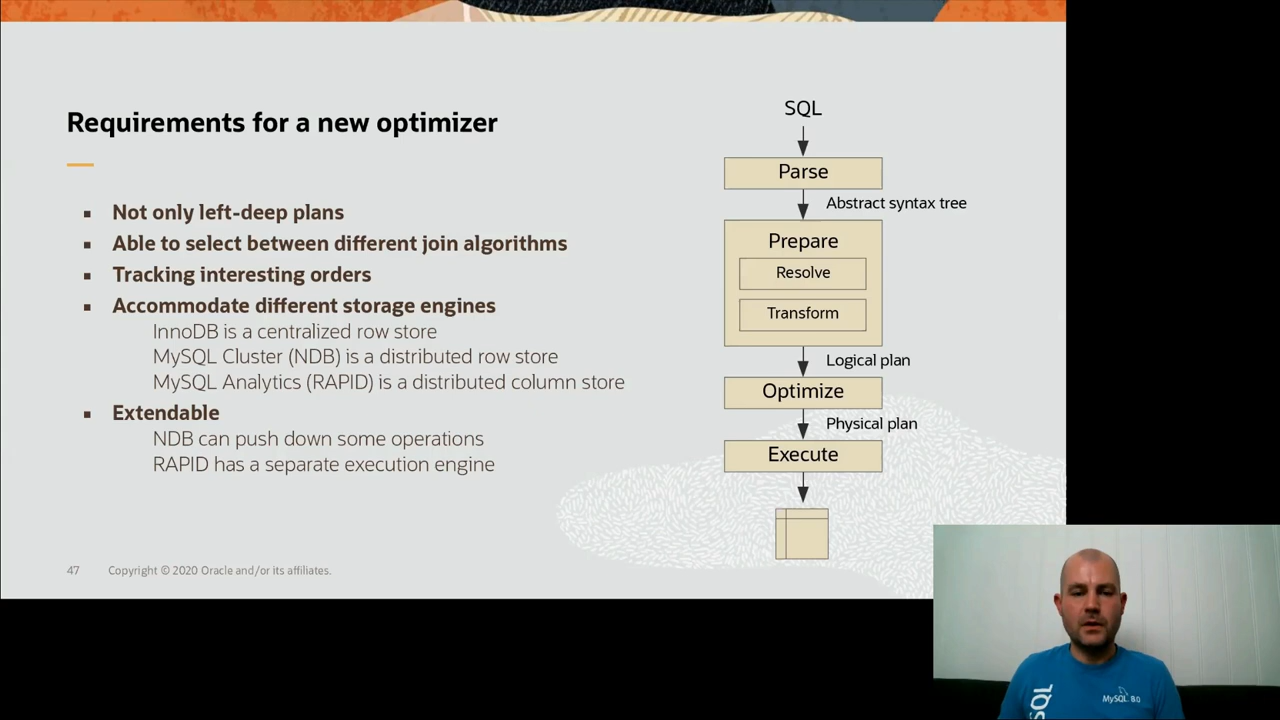 Requirements for a new optimizer
Not only left-deep plans
Able to select between different join algorithms
Tracking interesting orders
Accommodate different storage engines
InnoDB is a centralized row store
MySQL Cluster (NDB) is a distributed row store
MySQL Analytics (RAPID) is a distributed column store
Extendable
NDB can push down some operations
RAPID has a separate execution engine
SQL
Parse
Abstract syntax tree
Prepare
Resolve
Transform
Logical plan
Optimize
Physical plan
Execute
47
Copyright © 2020 Oracle and/or its affiliates.
SQL
MySQL 8.0